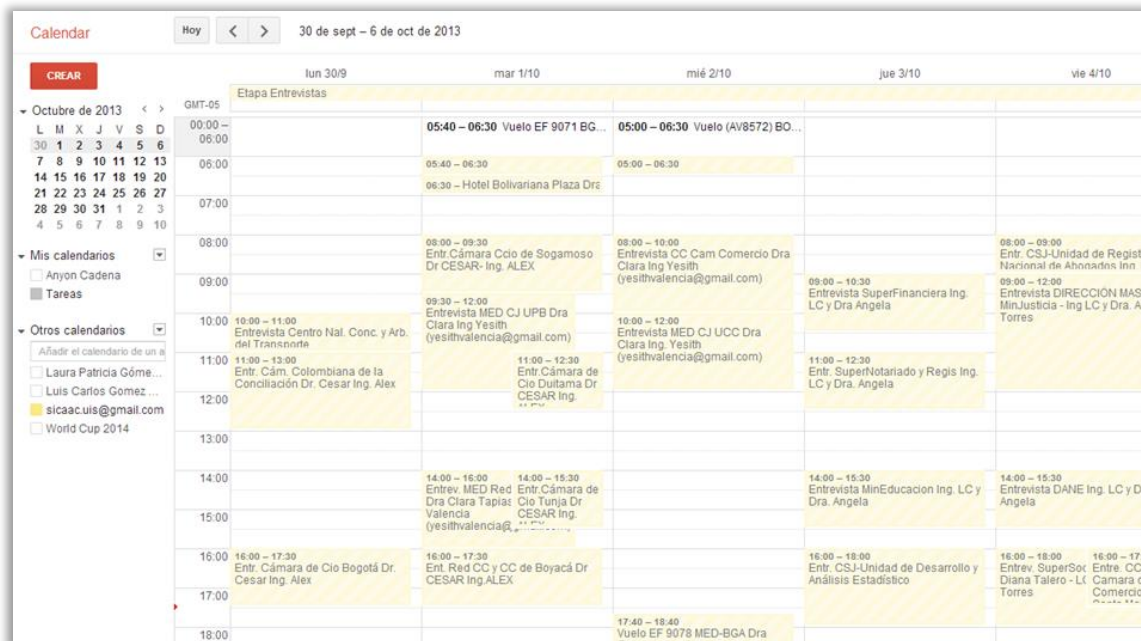 Calendar
Hoy
30 de sept – 6 de oct de 2013
CREAR
Octubre de 2013
L M X J V S D
30 1 2 3 4 5 6
7 8 9 10 11 12 13
14 15 16 17 18 19 20
21 22 23 24 25 26 27
28 29 30 31 1 2 3
4 5 6 7 8 9 10
Mis calendarios
Anyon Cadena
Tareas
Otros calendarios
Añadir el calendario de un a
Laura Patricia Góme...
Luis Carlos Gomez ...
sicaac.uis@gmail.com
World Cup 2014
lun 30/9
mar 1/10
mié 2/10
jue 3/10
vie 4/10
GMT-05
Etapa Entrevistas
00:00 –
06:00
06:00
07:00
08:00
09:00
10:00
11:00
12:00
13:00
14:00
15:00
16:00
17:00
18:00
10:00 – 11:00
Entrevista Centro Nal. Conc. y Arb.
del Transporte
11:00 – 13:00
Entr. Cám. Colombiana de la
Conciliación Dr. Cesar Ing. Alex
16:00 – 17:30
Entr. Cámara de Cio Bogotá Dr.
Cesar Ing. Alex
05:40 – 06:30 Vuelo EF 9071 BG...
05:40 – 06:30
06:30 – Hotel Bolivariana Plaza Dra
08:00 – 09:30
Entr.Cámara Ccio de Sogamoso
Dr CESAR- Ing. ALEX
09:30 – 12:00
Entrevista MED CJ UPB Dra
Clara Ing Yesith
(yesithvalencia@gmail.com)
11:00 – 12:30
Entr.Cámara de
Cio Duitama Dr
CESAR Ing.
14:00 – 16:00
Entrev. MED Red
Dra Clara Tapias
Valencia
14:00 – 15:30
Entr.Cámara de
Cio Tunja Dr
CESAR Ing.
16:00 – 17:30
Ent. Red CC y CC de Boyacá Dr
CESAR Ing.ALEX
05:00 – 06:30 Vuelo (AV8572) BO...
05:00 – 06:30
08:00 – 10:00
Entrevista CC Cam Comercio Dra
Clara Ing Yesith
(yesithvalencia@gmail.com)
10:00 – 12:00
Entrevista MED CJ UCC Dra
Clara Ing. Yesith
(yesithvalencia@gmail.com)
17:40 – 18:40
Vuelo EF 9078 MED-BGA Dra
09:00 – 10:30
Entrevista SuperFinanciera Ing.
LC y Dra Angela
11:00 – 12:30
Entr. SuperNotariado y Regis Ing.
LC y Dra. Angela
14:00 – 15:30
Entrevista MinEducacion Ing. LC y
Dra. Angela
16:00 – 18:00
Entr. CSJ-Unidad de Desarrollo y
Análisis Estadístico
08:00 – 09:00
Entr. CSJ-Unidad de Regist
Nacional de Abogados Ing
09:00 – 12:00
Entrevista DIRECCIÓN MAS
MinJusticia - Ing LC y Dra. A
Torres
14:00 – 15:30
Entrevista DANE Ing. LC y D
Angela
16:00 – 18:00
Entrev. SuperSoc
Diana Talero - L
Torres
16:00 – 17
Entre. CC
Camara d
Comercio